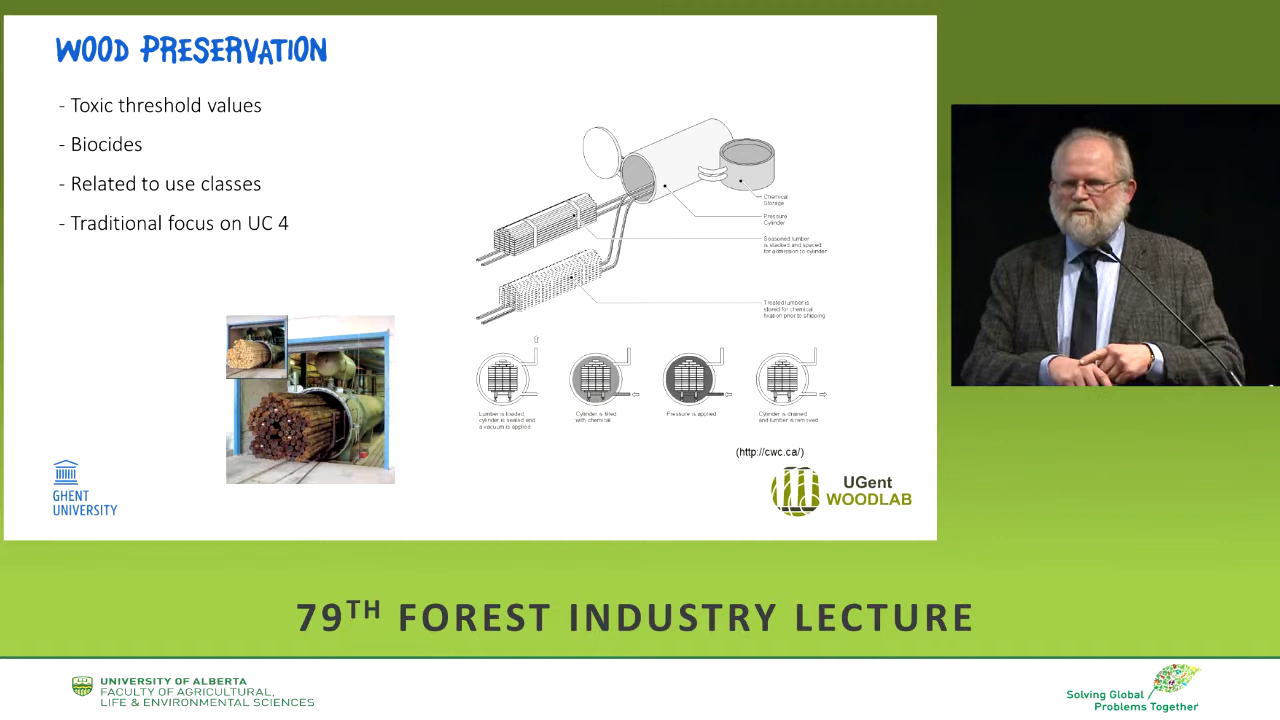 WOOD PRESERVATION
- Toxic threshold values
- Biocides
- Related to use classes
- Traditional focus on UC 4
Chemical
Storage
Pressure
Cylinder
Seasoned lumber
is stacked and spaced
for admission to cylinder
Treated lumber is
stored for chemical
fixation prior to shipping
Lumber is loaded,
cylinder is sealed and
a vacuum is applied
Cylinder is filled
with chemical
Pressure is applied
Cylinder is drained
and lumber is removed
(http://cwc.ca/)
GHENT
UNIVERSITY
UGent
WOODLAB
79TH FOREST INDUSTRY LECTURE
UNIVERSITY OF ALBERTA
FACULTY OF AGRICULTURAL,
LIFE & ENVIRONMENTAL SCIENCES
Solving Global
Problems Together